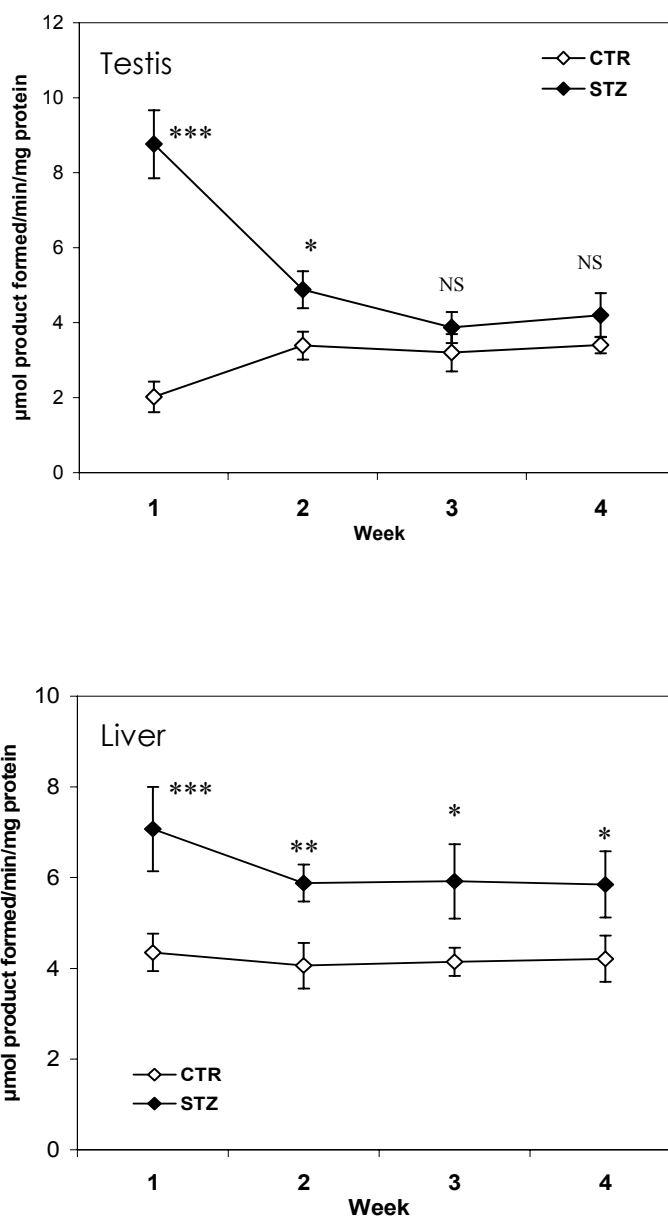 12
Testis
CTR
STZ
10
***
8
6
*
NS
NS
4
2
0
µmol product formed/min/mg protein
1 2 3 4
Week
10
Liver
8
***
*
**
*
6
4
2
CTR
STZ
0
µmol product formed/min/mg protein
1 2 3 4
Week